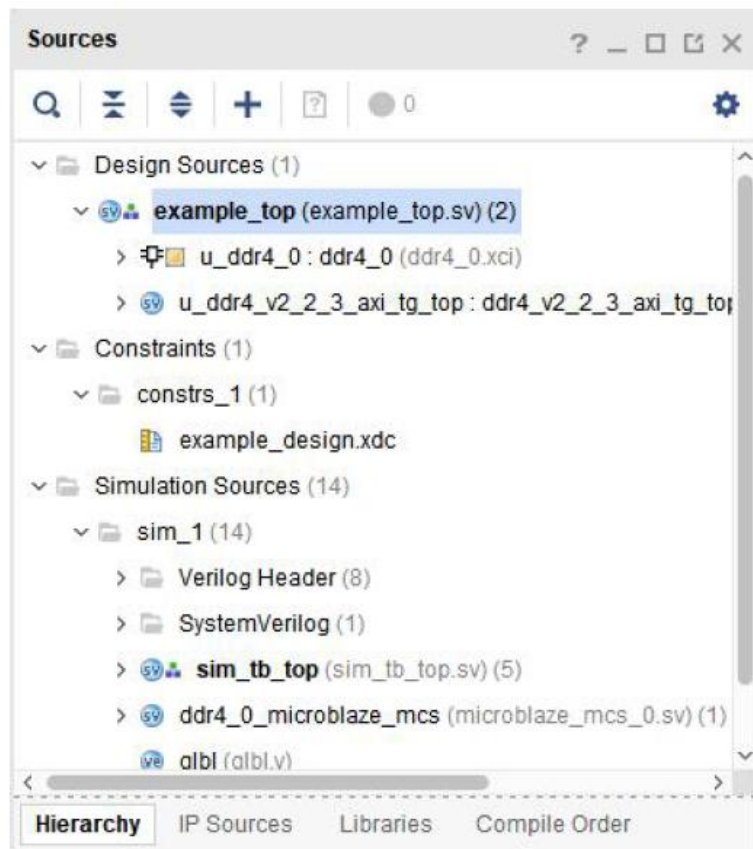 Sources
0
Design Sources (1)
example_top (example_top.sv) (2)
u_ddr4_0 : ddr4_0 (ddr4_0.xci)
u_ddr4_v2_2_3_axi_tg_top : ddr4_v2_2_3_axi_tg_top
Constraints (1)
constrs_1 (1)
example_design.xdc
Simulation Sources (14)
sim_1 (14)
Verilog Header (8)
SystemVerilog (1)
sim_tb_top (sim_tb_top.sv) (5)
ddr4_0_microblaze_mcs (microblaze_mcs_0.sv) (1)
glbl (glbl.v)
Hierarchy IP Sources Libraries Compile Order